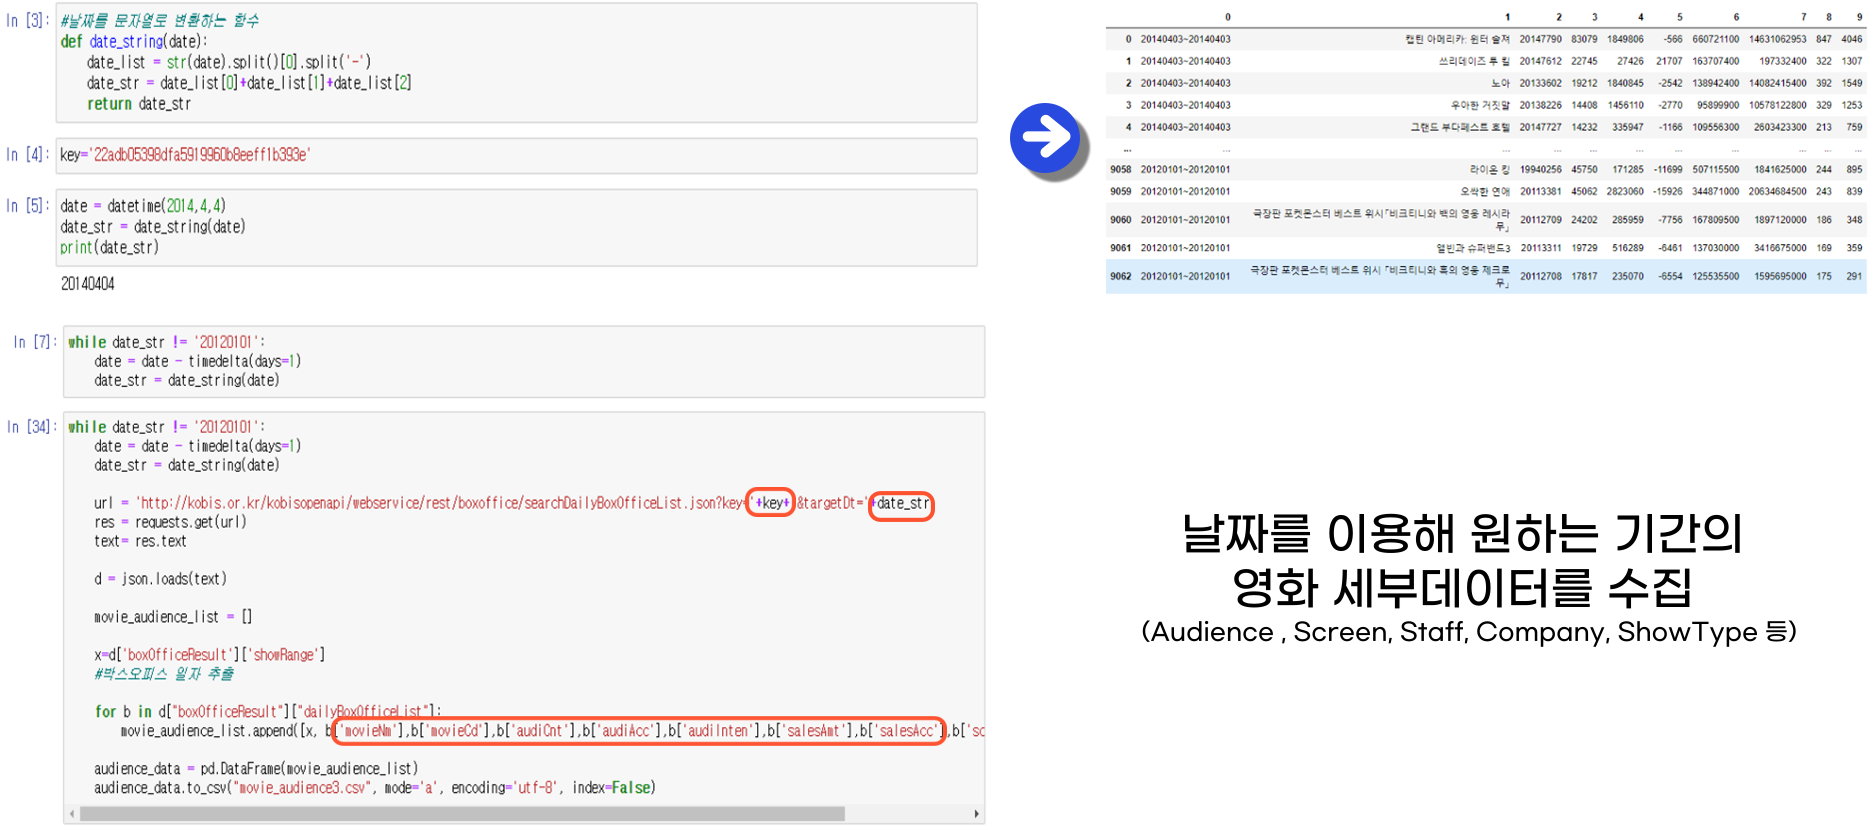 In [3]: #날짜를 문자열로 변환하는 함수
def date_string(date):
date_list = str(date).split()[0].split('-')
date_str = date_list[0]+date_list[1]+date_list[2]
return date_str
In [4]: key='22adb05398dfa5919960b8eeff1b393e'
In [5]: date = datetime(2014,4,4)
date_str = date_string(date)
print(date_str)
20140404
In [7]: while date_str != '20120101':
date = date - timedelta(days=1)
date_str = date_string(date)
In [34]: while date_str != '20120101':
date = date - timedelta(days=1)
date_str = date_string(date)
url = 'http://kobis.or.kr/kobisopenapi/webservice/rest/boxoffice/searchDailyBoxOfficeList.json?key='+key+'&targetDt='+date_str
res = requests.get(url)
text= res.text
d = json.loads(text)
movie_audience_list = []
x=d['boxOfficeResult']['showRange']
#박스오피스 일자 추출
for b in d["boxOfficeResult"]["dailyBoxOfficeList"]:
movie_audience_list.append([x, b['movieNm'],b['movieCd'],b['audiCnt'],b['audiAcc'],b['audiInten'],b['salesAmt'],b['salesAcc'],b['sc
audience_data = pd.DataFrame(movie_audience_list)
audience_data.to_csv("movie_audience3.csv", mode='a', encoding='utf-8', index=False)
0 1 2 3 4 5 6 7 8 9
0 20140403~20140403 캡틴 아메리카: 윈터 솔져 20147790 83079 1849806 -566 660721100 14631062953 847 4046
1 20140403~20140403 쓰리데이즈 투 킬 20147612 22745 27426 21707 163707400 197332400 322 1307
2 20140403~20140403 노아 20133602 19212 1840845 -2542 138942400 14082415400 392 1549
3 20140403~20140403 우아한 거짓말 20138226 14408 1456110 -2770 95899900 10578122800 329 1253
4 20140403~20140403 그랜드 부다페스트 호텔 20147727 14232 335947 -1166 109556300 2603423300 213 759
... ... ... ... ... ... ... ... ... ... ...
9058 20120101~20120101 라이온 킹 19940256 45750 171285 -11699 507115500 1841625000 244 895
9059 20120101~20120101 오싹한 연애 20113381 45062 2823060 -15926 344871000 20634684500 243 839
9060 20120101~20120101 극장판 포켓몬스터 베스트 위시「비크티니와 백의 영웅 레시라무」 20112709 24202 285959 -7756 167809500 1897120000 186 348
9061 20120101~20120101 앨빈과 슈퍼밴드3 20113311 19729 516289 -6461 137030000 3416675000 169 359
9062 20120101~20120101 극장판 포켓몬스터 베스트 위시「비크티니와 흑의 영웅 제크로무」 20112708 17817 235070 -6554 125535500 1595695000 175 291
날짜를 이용해 원하는 기간의
영화 세부데이터를 수집
(Audience , Screen, Staff, Company, ShowType 등)